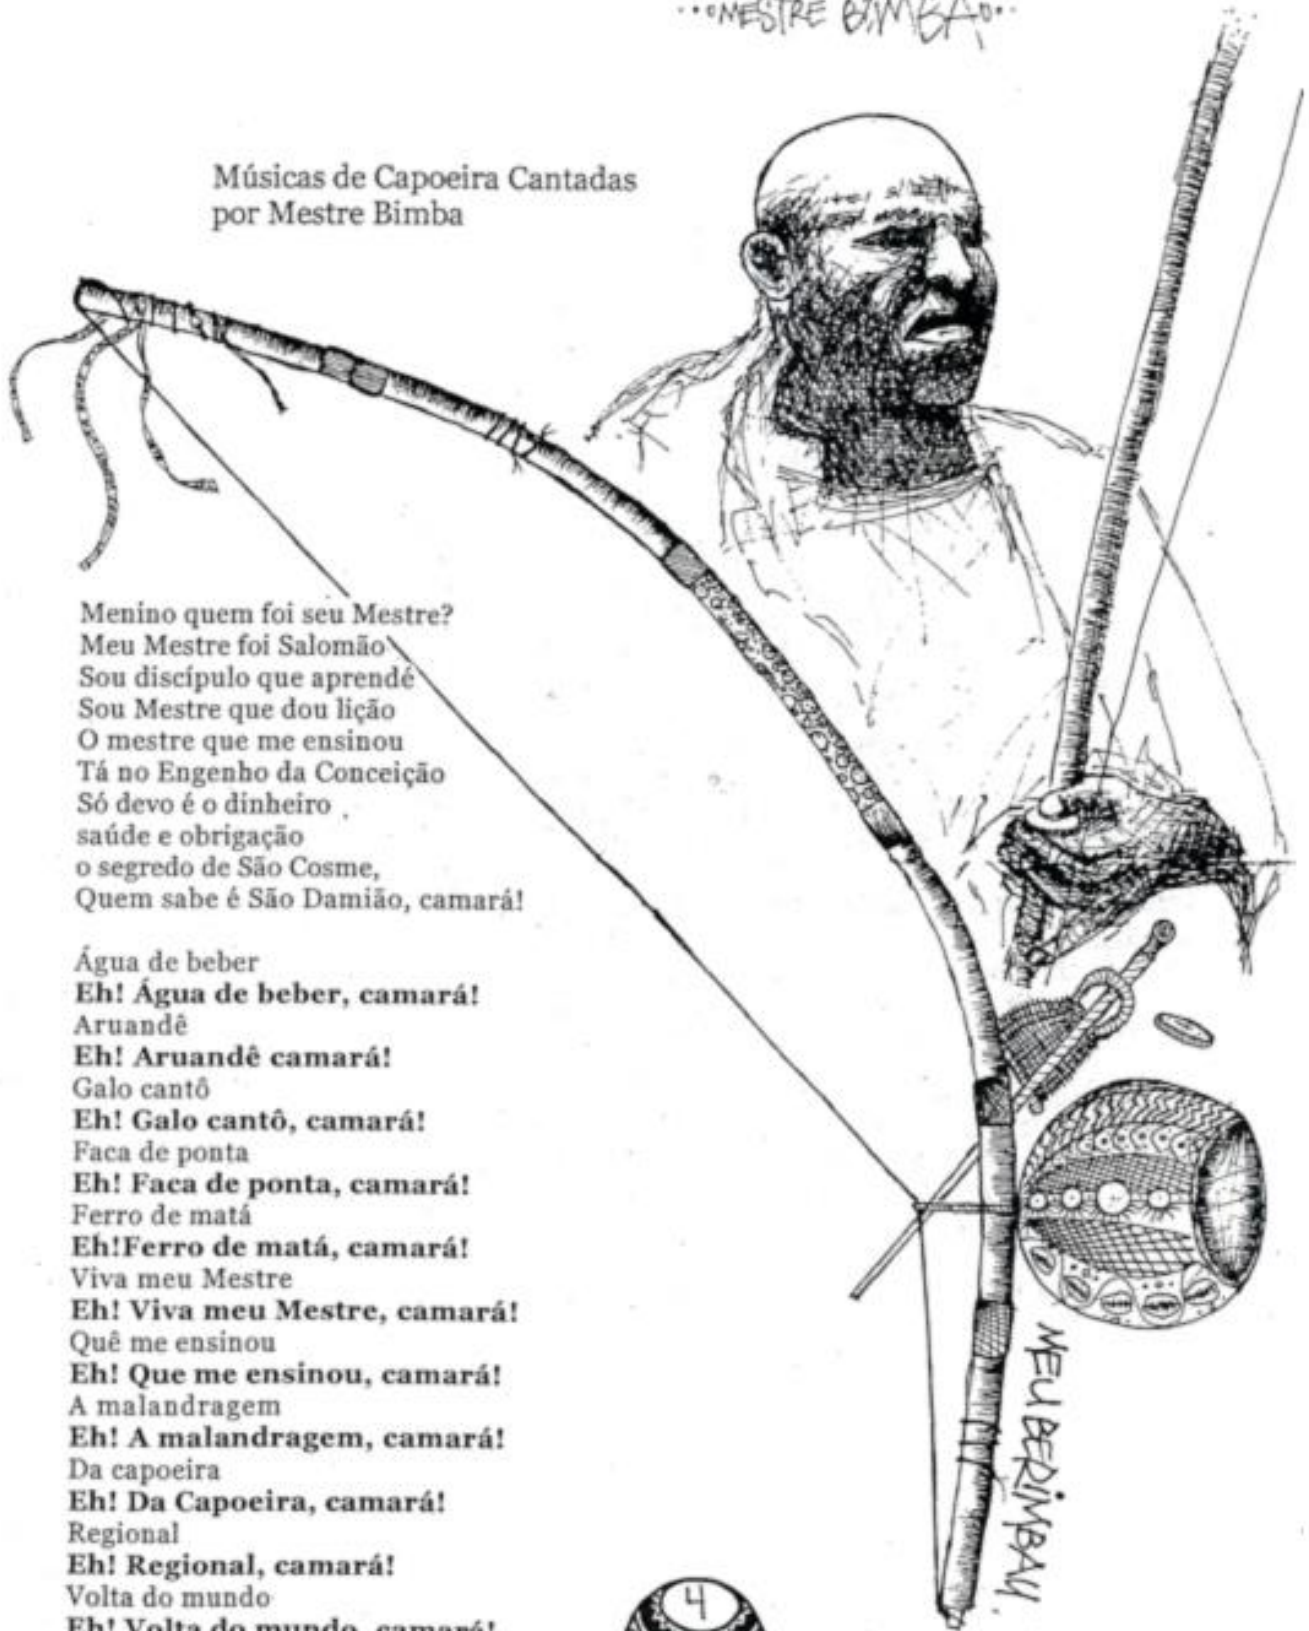 MESTRE BIMBA
Músicas de Capoeira Cantadas
por Mestre Bimba
Menino quem foi seu Mestre?
Meu Mestre foi Salomão
Sou discípulo que aprendé
Sou Mestre que dou lição
O mestre que me ensinou
Tá no Engenho da Conceição
Só devo é o dinheiro
saúde e obrigação
o segredo de São Cosme,
Quem sabe é São Damião, camará!
Água de beber
Eh! Água de beber, camará!
Aruandê
Eh! Aruandê camará!
Galo cantô
Eh! Galo cantô, camará!
Faca de ponta
Eh! Faca de ponta, camará!
Ferro de matá
Eh!Ferro de matá, camará!
Viva meu Mestre
Eh! Viva meu Mestre, camará!
Quê me ensinou
Eh! Que me ensinou, camará!
A malandragem
Eh! A malandragem, camará!
Da capoeira
Eh! Da Capoeira, camará!
Regional
Eh! Regional, camará!
Volta do mundo
Eh! Volta do mundo, camará!
MEU BERIMBAU.
4